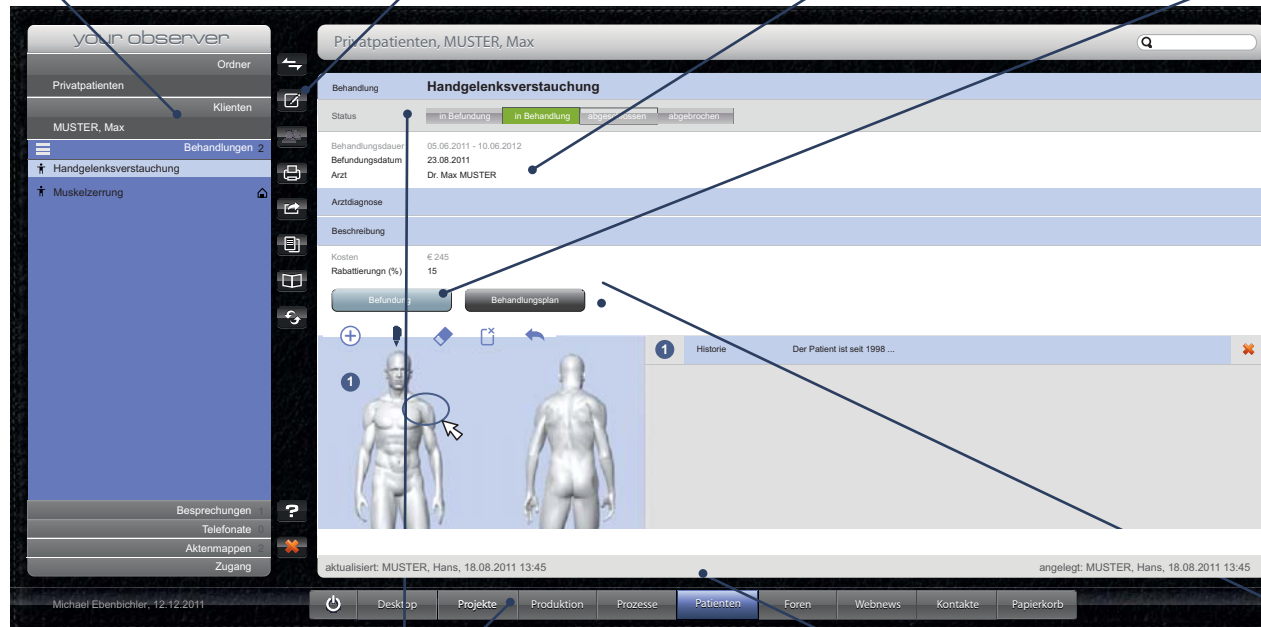 your observer
Ordner
Privatpatienten
Klienten
MUSTER, Max
Behandlungen 2
Handgelenksverstauchung
Muskelzerrung
Besprechungen 1
Telefonate 0
Aktenmappen 2
Zugang
?
Privatpatienten, MUSTER, Max
Behandlung Handgelenksverstauchung
Status in Befundung in Behandlung abgeschlossen abgebrochen
Behandlungsdauer 05.06.2011 - 10.06.2012
Befundungsdatum 23.08.2011
Arzt Dr. Max MUSTER
Arztdiagnose
Beschreibung
Kosten € 245
Rabattierungn (%) 15
Befundung Behandlungsplan
1 Historie Der Patient ist seit 1998 ...
1
aktualisiert: MUSTER, Hans, 18.08.2011 13:45 angelegt: MUSTER, Hans, 18.08.2011 13:45
Michael Ebenbichler, 12.12.2011 Desktop Projekte Produktion Prozesse Patienten Foren Webnews Kontakte Papierkorb